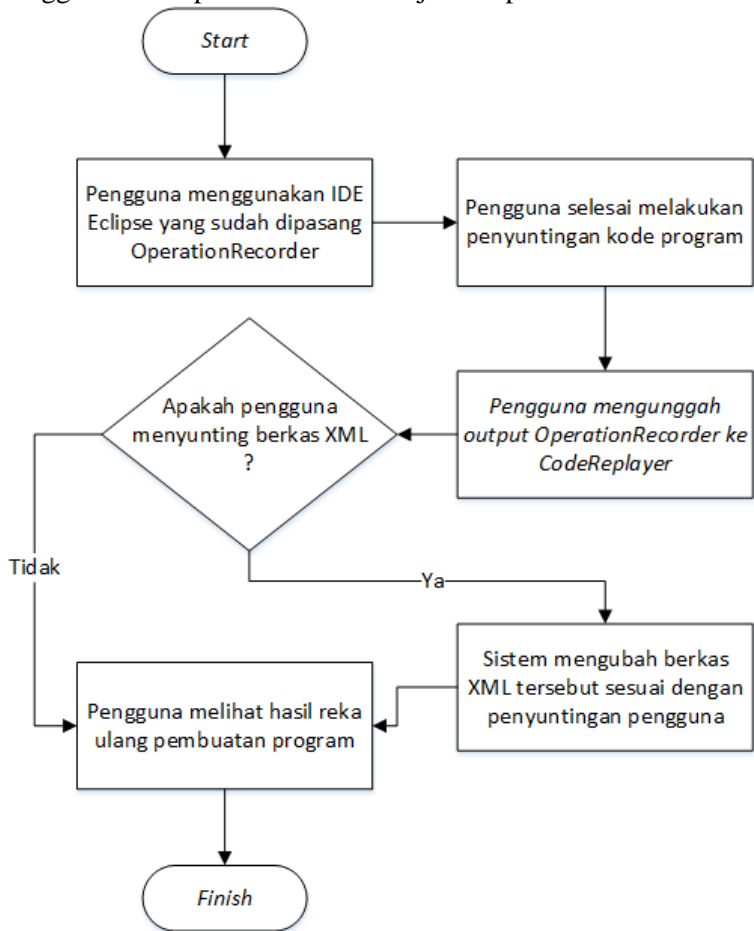 Start
Pengguna menggunakan IDE
Eclipse yang sudah dipasang
OperationRecorder
Pengguna selesai melakukan
penyuntingan kode program
Pengguna mengunggah
output OperationRecorder ke
CodeReplayer
Apakah pengguna
menyunting berkas XML
?
Tidak
Ya
Sistem mengubah berkas
XML tersebut sesuai dengan
penyuntingan pengguna
Pengguna melihat hasil reka
ulang pembuatan program
Finish